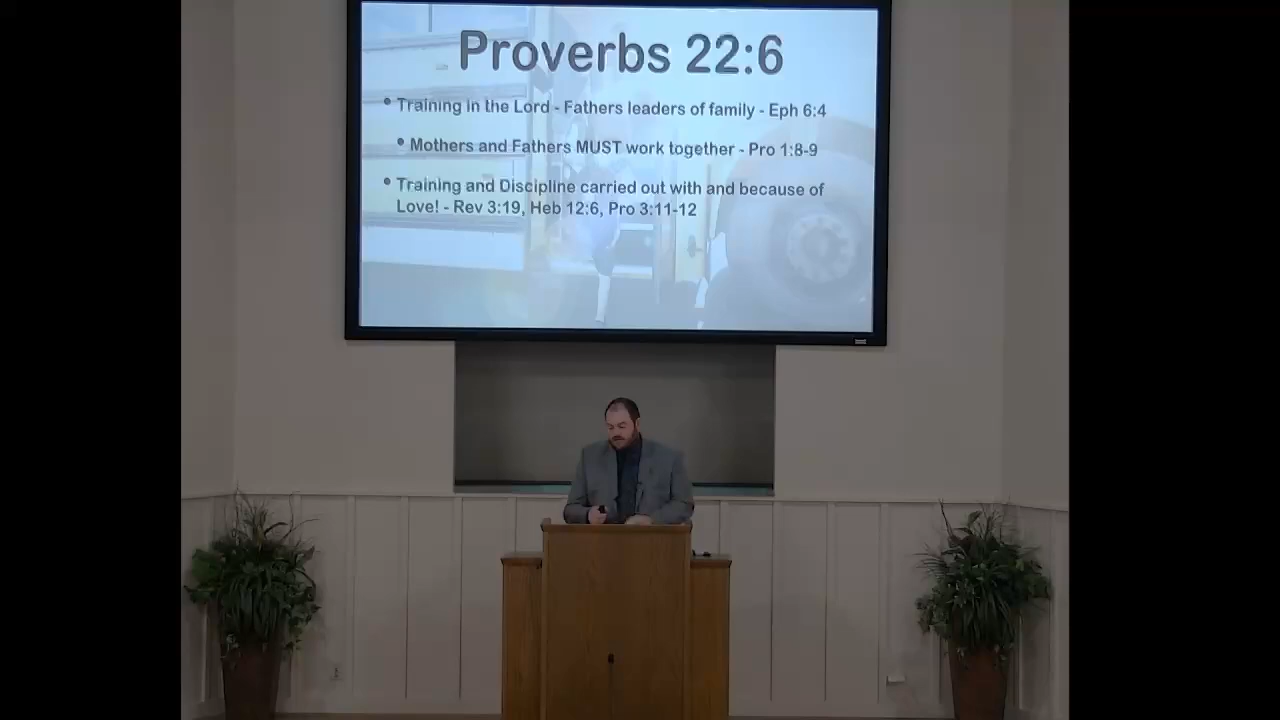 Proverbs 22:6
• Training in the Lord - Fathers leaders of family - Eph 6:4
• Mothers and Fathers MUST work together - Pro 1:8-9
• Training and Discipline carried out with and because of
Love! - Rev 3:19, Heb 12:6, Pro 3:11-12